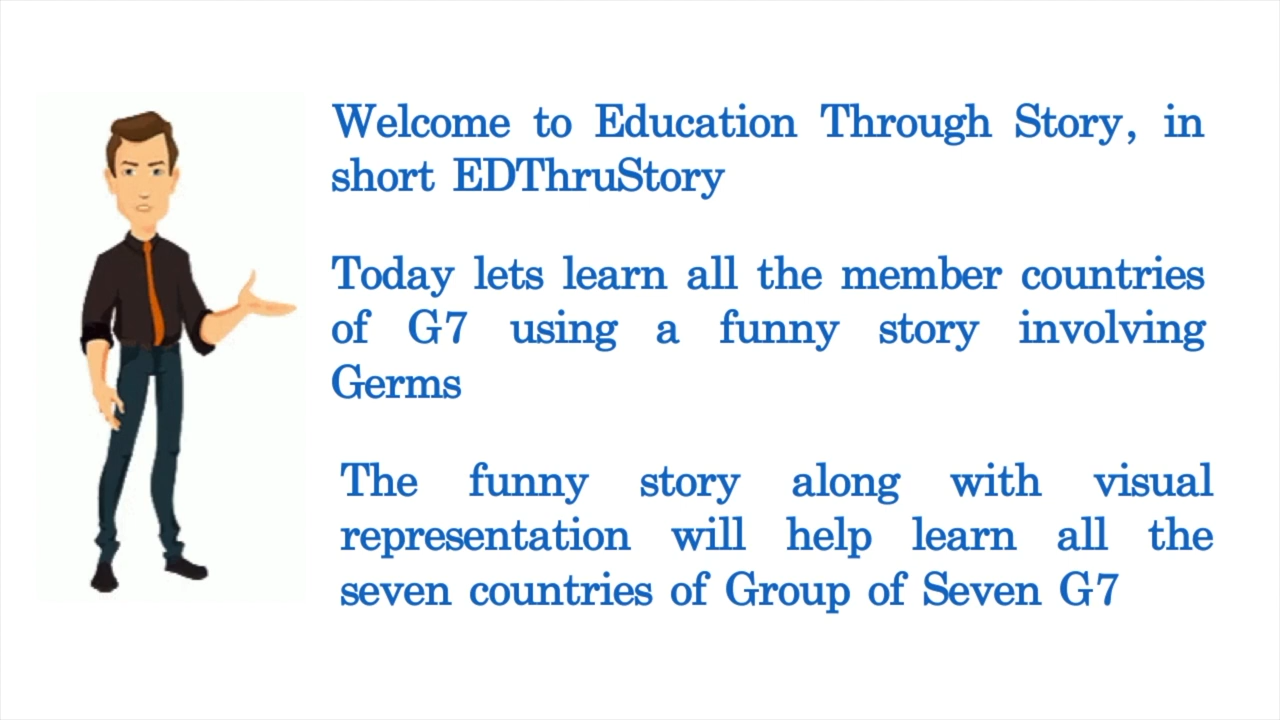 Welcome to Education Through Story, in
short EDThruStory
Today lets learn all the member countries
of G7 using a funny story involving
Germs
The funny story along with visual
representation will help learn all the
seven countries of Group of Seven G7